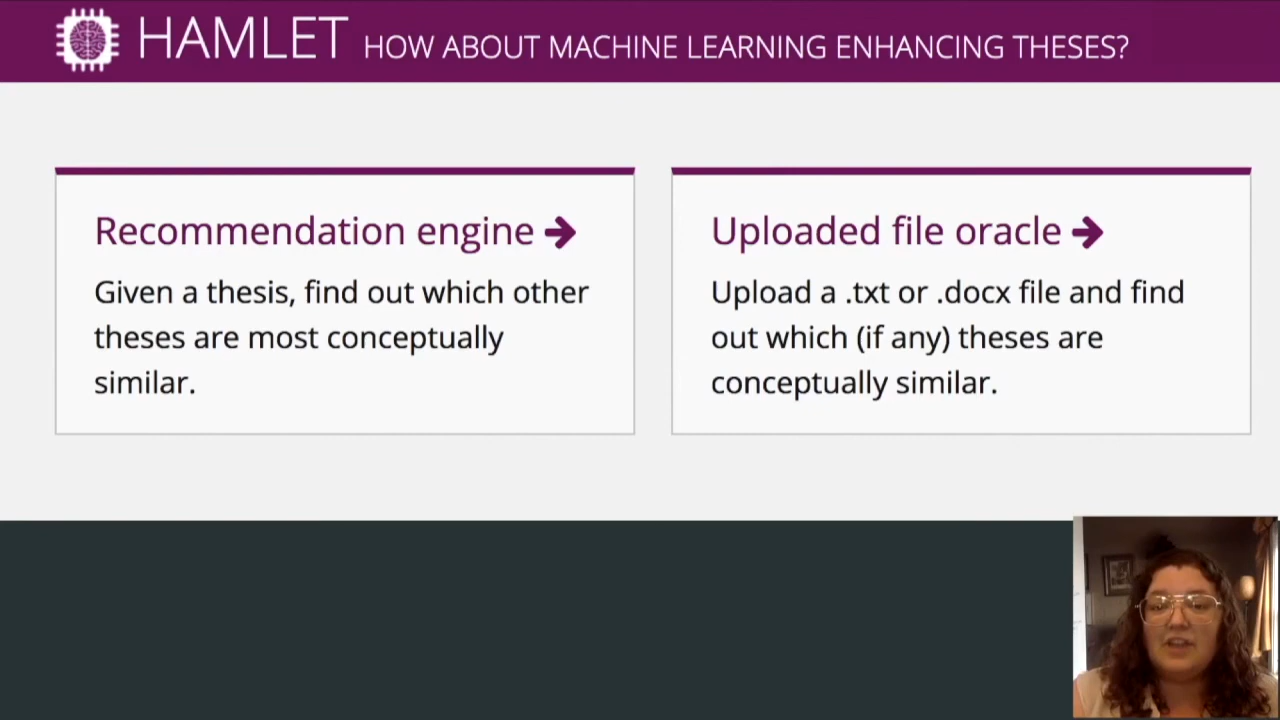 HAMLET HOW ABOUT MACHINE LEARNING ENHANCING THESES?
Recommendation engine
Given a thesis, find out which other
theses are most conceptually
similar.
Uploaded file oracle
Upload a .txt or .docx file and find
out which (if any) theses are
conceptually similar.